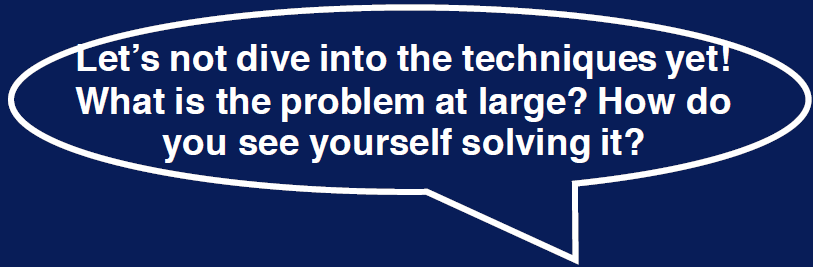 Let's not dive into the techniques yet!
What is the problem at large? How do
you see yourself solving it?